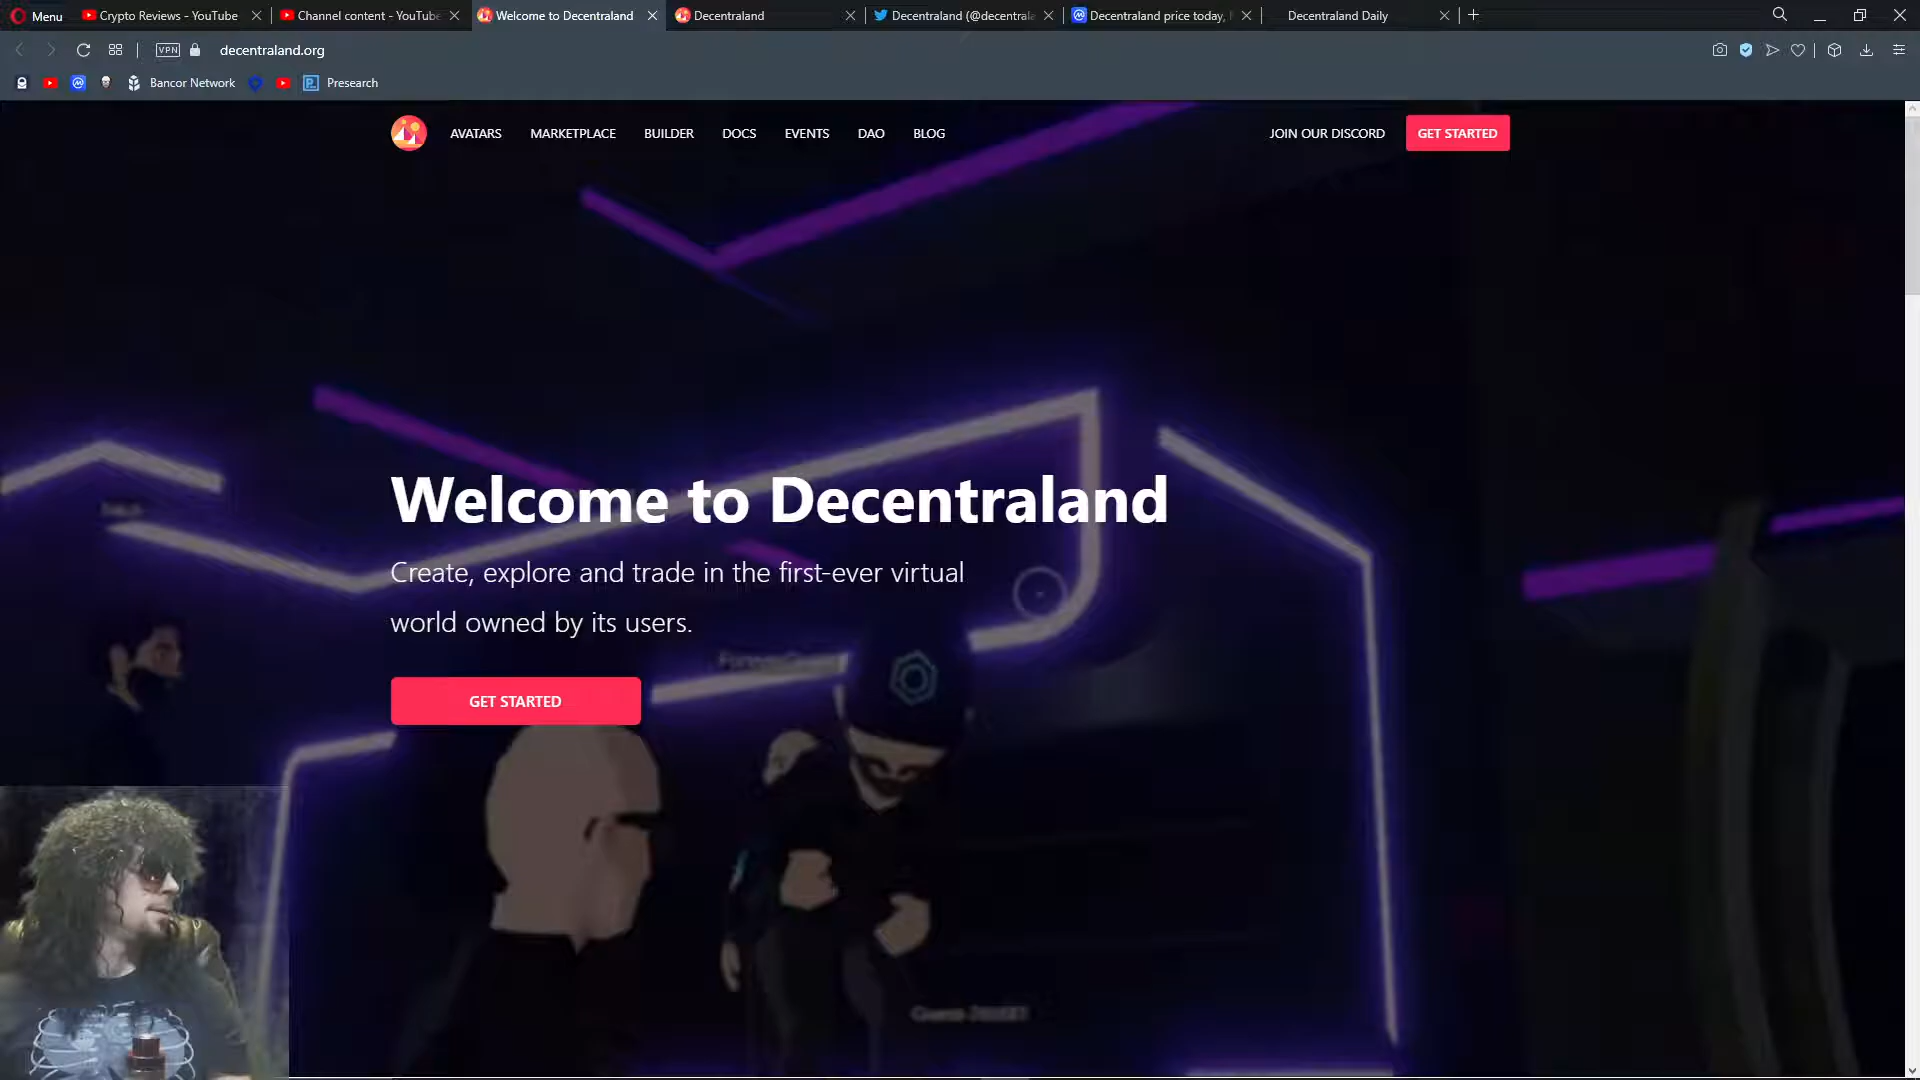 Menu
Crypto Reviews - YouTube
Channel content - YouTube
Welcome to Decentraland
Decentraland
Decentraland (@decentrala
Decentraland price today,
Decentraland Daily
VPN
decentraland.org
Bancor Network
Presearch
AVATARS
MARKETPLACE
BUILDER
DOCS
EVENTS
DAO
BLOG
JOIN OUR DISCORD
GET STARTED
Welcome to Decentraland
Create, explore and trade in the first-ever virtual
world owned by its users.
GET STARTED